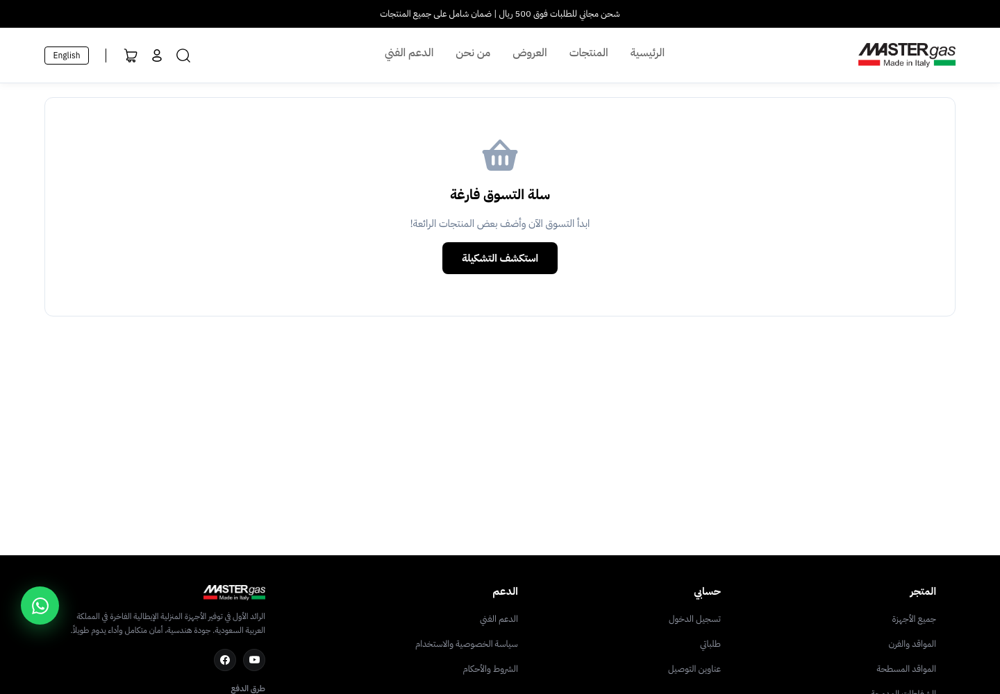 شحن مجاني للطلبات فوق 500 ريال | ضمان شامل على جميع المنتجات
MASTERgas
Made in Italy
الرئيسية
المنتجات
العروض
من نحن
الدعم الفني
English
سلة التسوق فارغة
ابدأ التسوق الآن وأضف بعض المنتجات الرائعة!
استكشف التشكيلة
المتجر
جميع الأجهزة
المواقد والفرن
المواقد المسطحة
حسابي
تسجيل الدخول
طلباتي
عناوين التوصيل
الدعم
الدعم الفني
سياسة الخصوصية والاستخدام
الشروط والأحكام
MASTERgas
Made in Italy
الرائد الأول في توفير الأجهزة المنزلية الإيطالية الفاخرة في المملكة
العربية السعودية. جودة هندسية، أمان متكامل وأداء يدوم طويلاً.
طرق الدفع